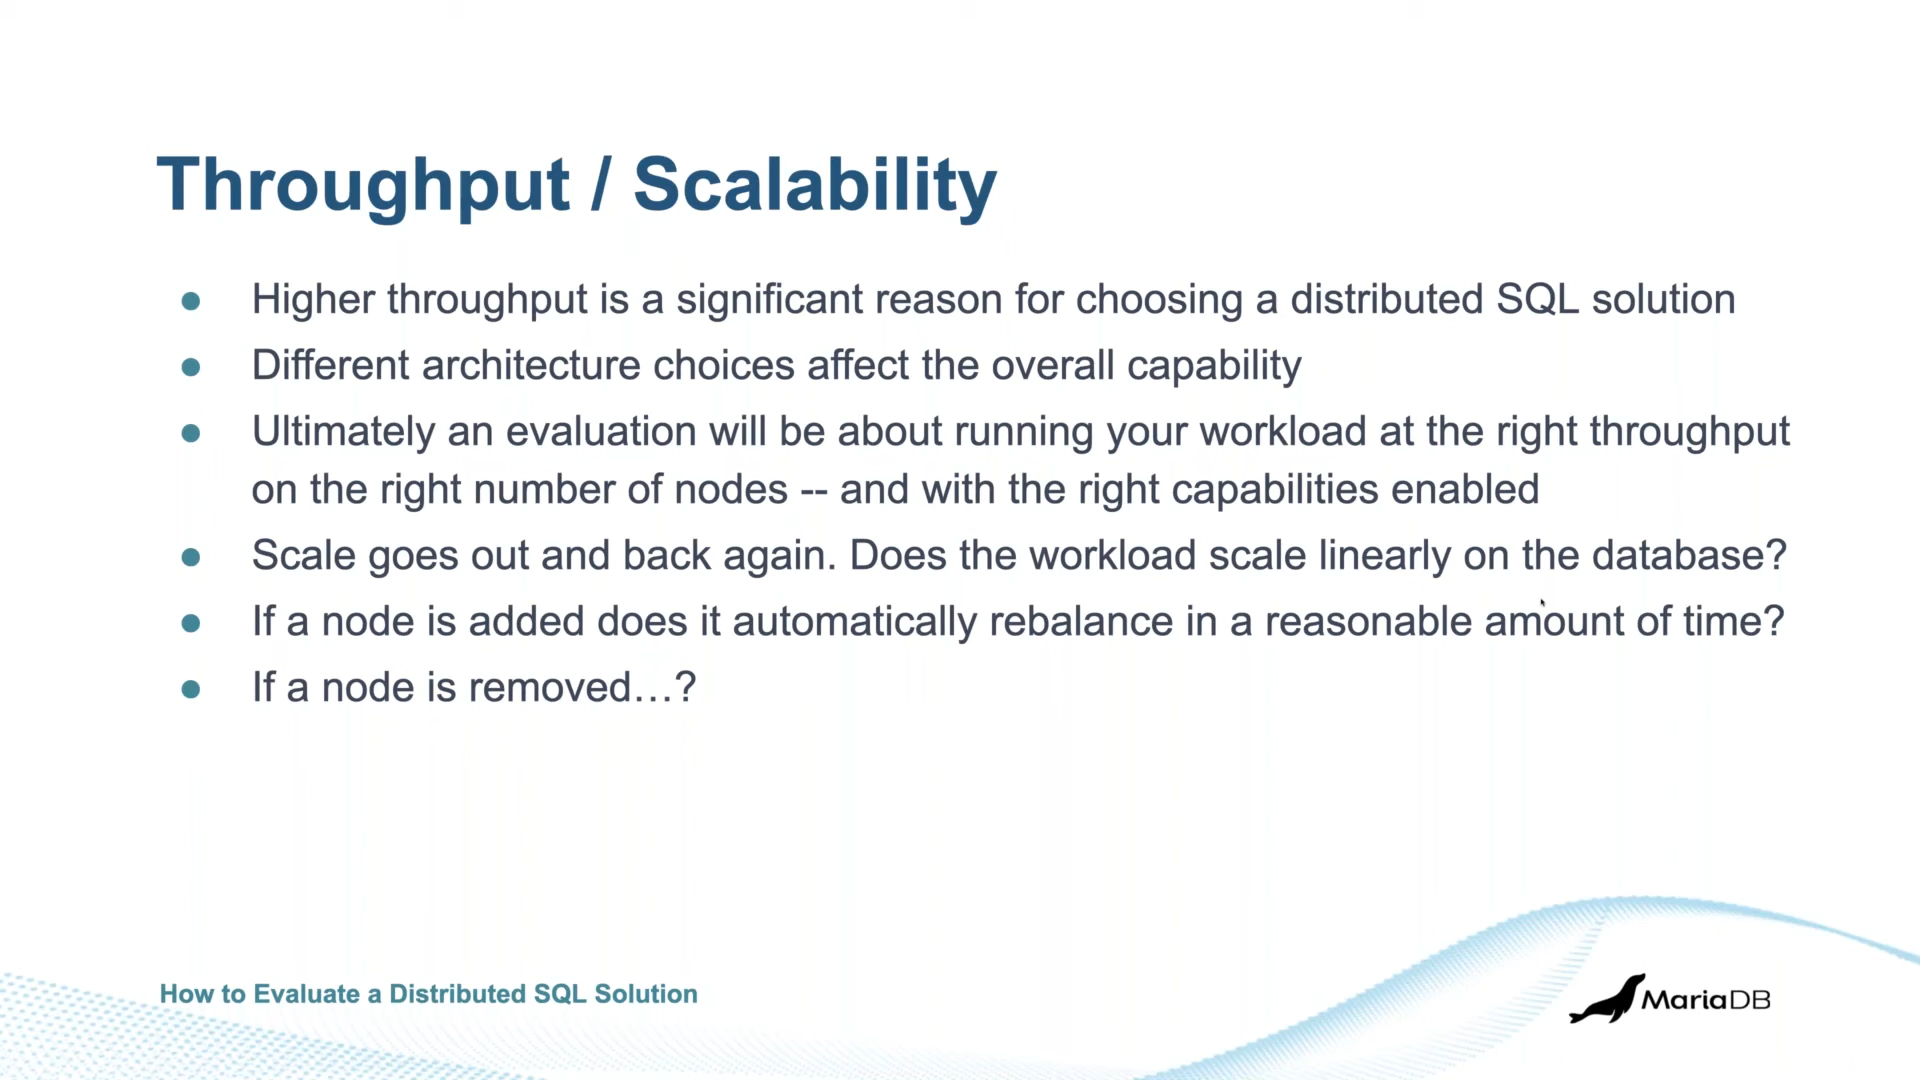 Throughput / Scalability
● Higher throughput is a significant reason for choosing a distributed SQL solution
● Different architecture choices affect the overall capability
● Ultimately an evaluation will be about running your workload at the right throughput
on the right number of nodes -- and with the right capabilities enabled
● Scale goes out and back again. Does the workload scale linearly on the database?
● If a node is added does it automatically rebalance in a reasonable amount of time?
● If a node is removed…?
How to Evaluate a Distributed SQL Solution
MariaDB